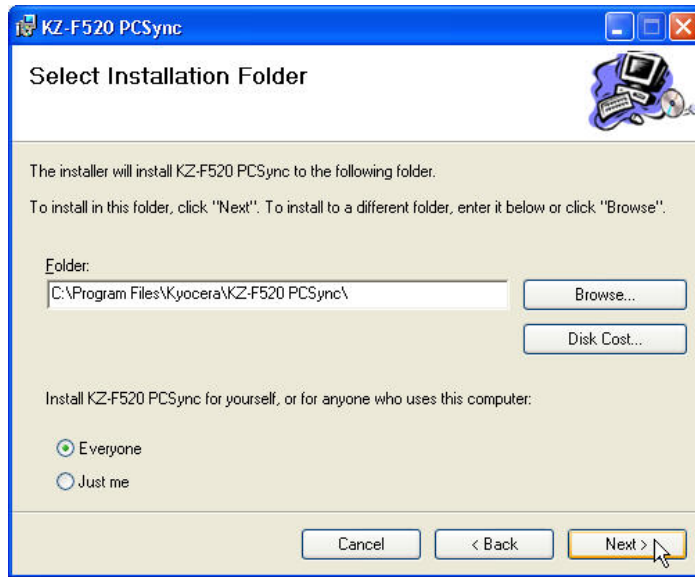 KZ-F520 PCSync
Select Installation Folder
The installer will install KZ-F520 PCSync to the following folder.
To install in this folder, click "Next". To install to a different folder, enter it below or click "Browse".
Folder:
C:\Program Files\Kyocera\KZ-F520 PCSync\
Browse...
Disk Cost...
Install KZ-F520 PCSync for yourself, or for anyone who uses this computer:
Everyone
Just me
Cancel
< Back
Next >